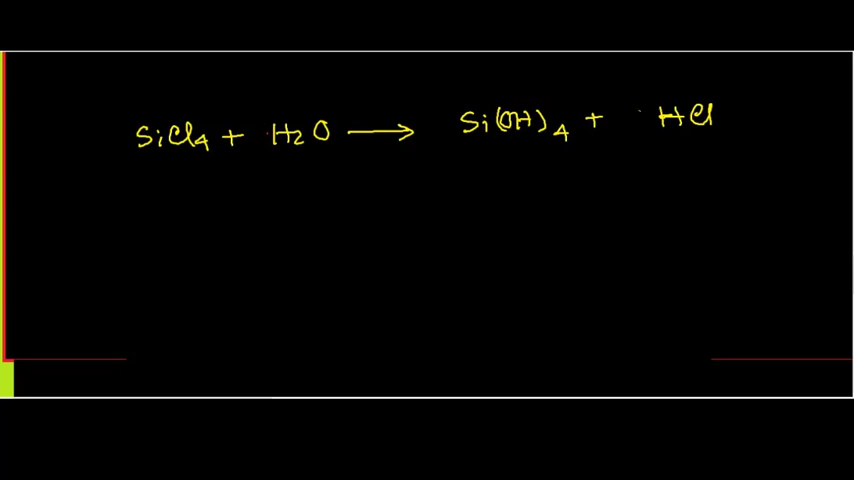 SiCl4 + H2O ⟶ Si(OH)4 + HCl